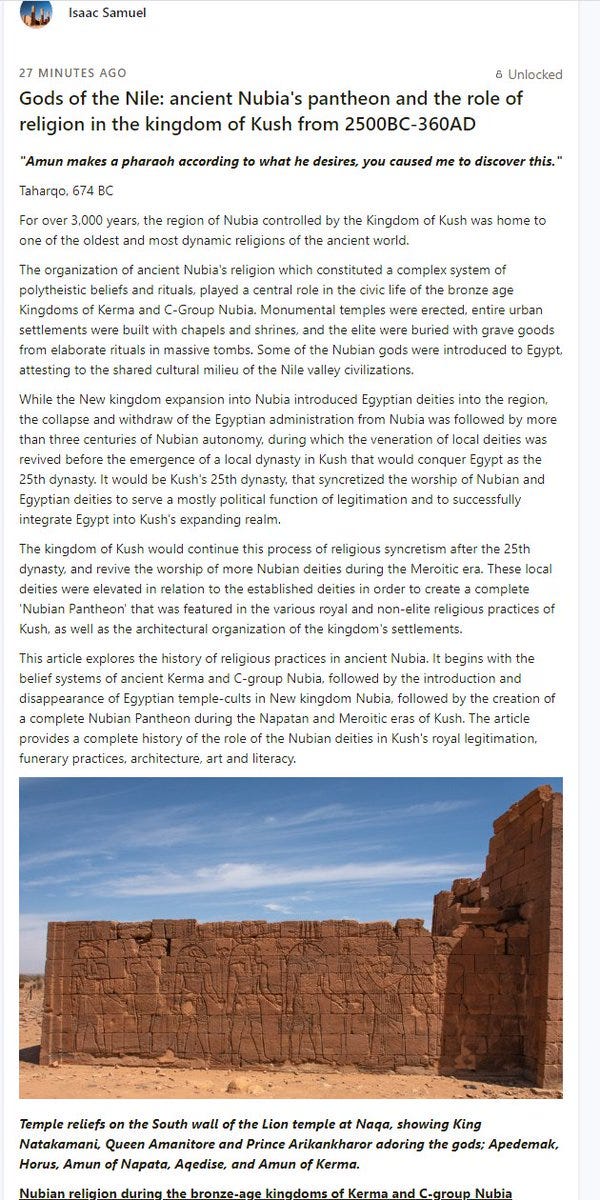 Isaac Samuel
27 MINUTES AGO
Unlocked
Gods of the Nile: ancient Nubia's pantheon and the role of
religion in the kingdom of Kush from 2500BC-360AD
"Amun makes a pharaoh according to what he desires, you caused me to discover this."
Taharqo, 674 BC
For over 3,000 years, the region of Nubia controlled by the Kingdom of Kush was home to
one of the oldest and most dynamic religions of the ancient world.
The organization of ancient Nubia's religion which constituted a complex system of
polytheistic beliefs and rituals, played a central role in the civic life of the bronze age
Kingdoms of Kerma and C-Group Nubia. Monumental temples were erected, entire urban
settlements were built with chapels and shrines, and the elite were buried with grave goods
from elaborate rituals in massive tombs. Some of the Nubian gods were introduced to Egypt,
attesting to the shared cultural milieu of the Nile valley civilizations.
While the New kingdom expansion into Nubia introduced Egyptian deities into the region,
the collapse and withdraw of the Egyptian administration from Nubia was followed by more
than three centuries of Nubian autonomy, during which the veneration of local deities was
revived before the emergence of a local dynasty in Kush that would conquer Egypt as the
25th dynasty. It would be Kush's 25th dynasty, that syncretized the worship of Nubian and
Egyptian deities to serve a mostly political function of legitimation and to successfully
integrate Egypt into Kush's expanding realm.
The kingdom of Kush would continue this process of religious syncretism after the 25th
dynasty, and revive the worship of more Nubian deities during the Meroitic era. These local
deities were elevated in relation to the established deities in order to create a complete
'Nubian Pantheon' that was featured in the various royal and non-elite religious practices of
Kush, as well as the architectural organization of the kingdom's settlements.
This article explores the history of religious practices in ancient Nubia. It begins with the
belief systems of ancient Kerma and C-group Nubia, followed by the introduction and
disappearance of Egyptian temple-cults in New kingdom Nubia, followed by the creation of
a complete Nubian Pantheon during the Napatan and Meroitic eras of Kush. The article
provides a complete history of the role of the Nubian deities in Kush's royal legitimation,
funerary practices, architecture, art and literacy.
Temple reliefs on the South wall of the Lion temple at Naqa, showing King
Natakamani, Queen Amanitore and Prince Arikankharor adoring the gods; Apedemak,
Horus, Amun of Napata, Aqedise, and Amun of Kerma.
Nubian religion during the bronze-age kingdoms of Kerma and C-group Nubia